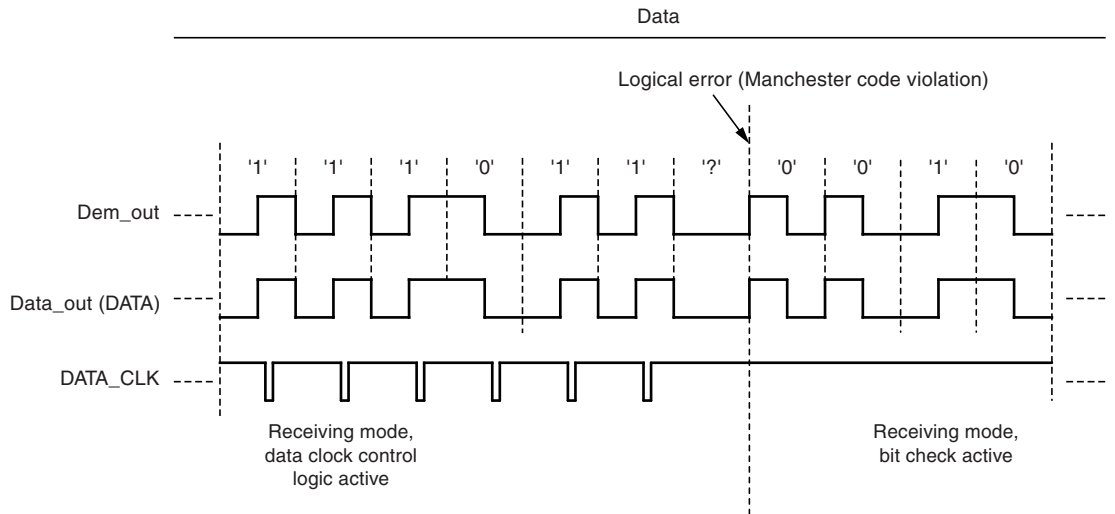 Data
Logical error (Manchester code violation)
'1' '1' '1' '0' '1' '1' '?' '0' '0' '1' '0'
Dem_out
Data_out (DATA)
DATA_CLK
Receiving mode,
data clock control
logic active
Receiving mode,
bit check active